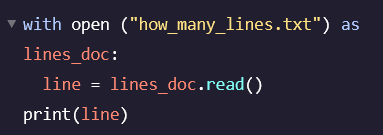 with open ("how_many_lines.txt") as
lines_doc:
  line = lines_doc.read()
print(line)